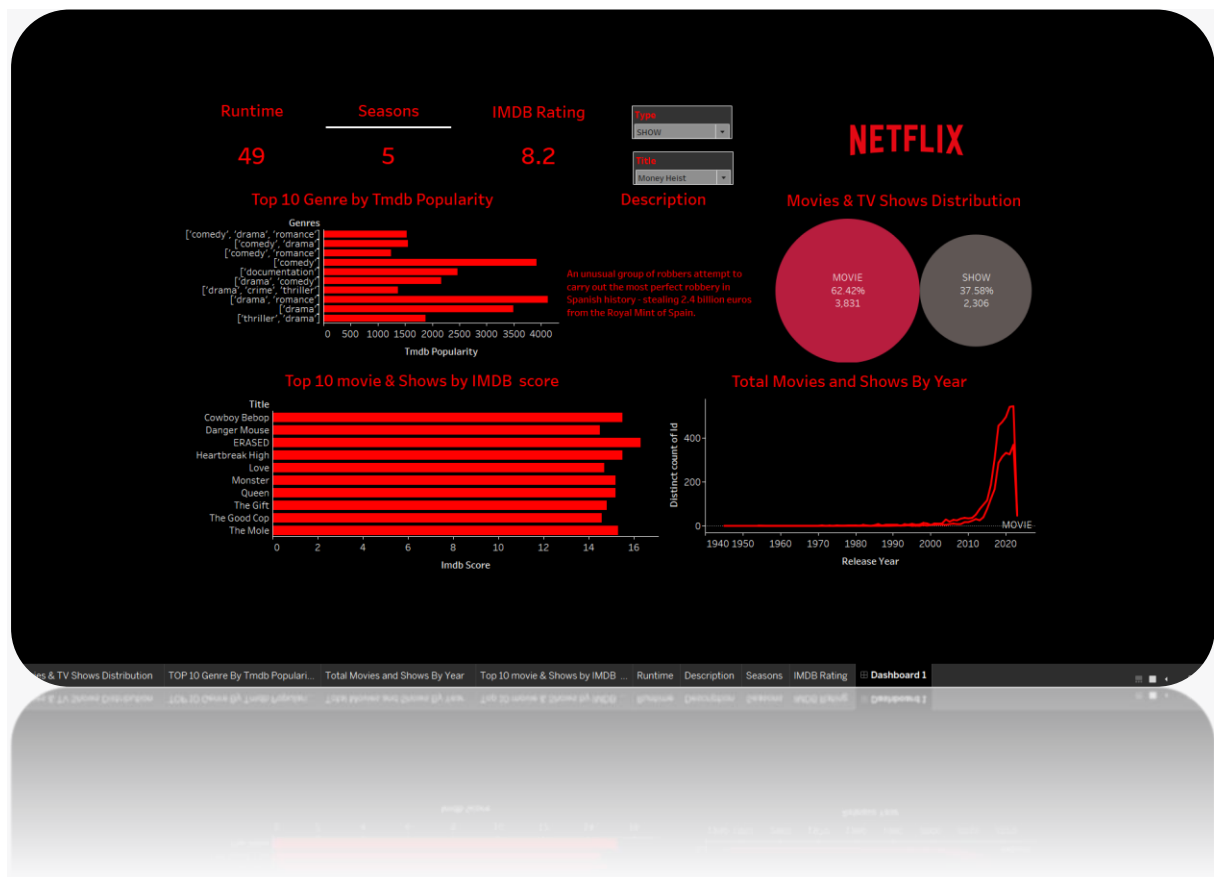 Runtime
Seasons
IMDB Rating
49
5
8.2
Type
SHOW
Title
Money Heist
NETFLIX
Top 10 Genre by Tmdb Popularity
Genres
['comedy', 'drama', 'romance']
['comedy', 'drama']
['comedy', 'romance']
['comedy']
['documentation']
['drama', 'comedy']
['drama', 'crime', 'thriller']
['drama', 'romance']
['drama']
['thriller', 'drama']
0 500 1000 1500 2000 2500 3000 3500 4000
Tmdb Popularity
Description
An unusual group of robbers attempt to
carry out the most perfect robbery in
Spanish history - stealing 2.4 billion euros
from the Royal Mint of Spain.
Movies & TV Shows Distribution
MOVIE
62.42%
3,831
SHOW
37.58%
2,306
Top 10 movie & Shows by IMDB score
Title
Cowboy Bebop
Danger Mouse
ERASED
Heartbreak High
Love
Monster
Queen
The Gift
The Good Cop
The Mole
0 2 4 6 8 10 12 14 16
Imdb Score
Total Movies and Shows By Year
Distinct count of Id
400
200
0
MOVIE
1940 1950 1960 1970 1980 1990 2000 2010 2020
Release Year
es & TV Shows Distribution TOP 10 Genre By Tmdb Populari... Total Movies and Shows By Year Top 10 movie & Shows by IMDB ... Runtime Description Seasons IMDB Rating Dashboard 1